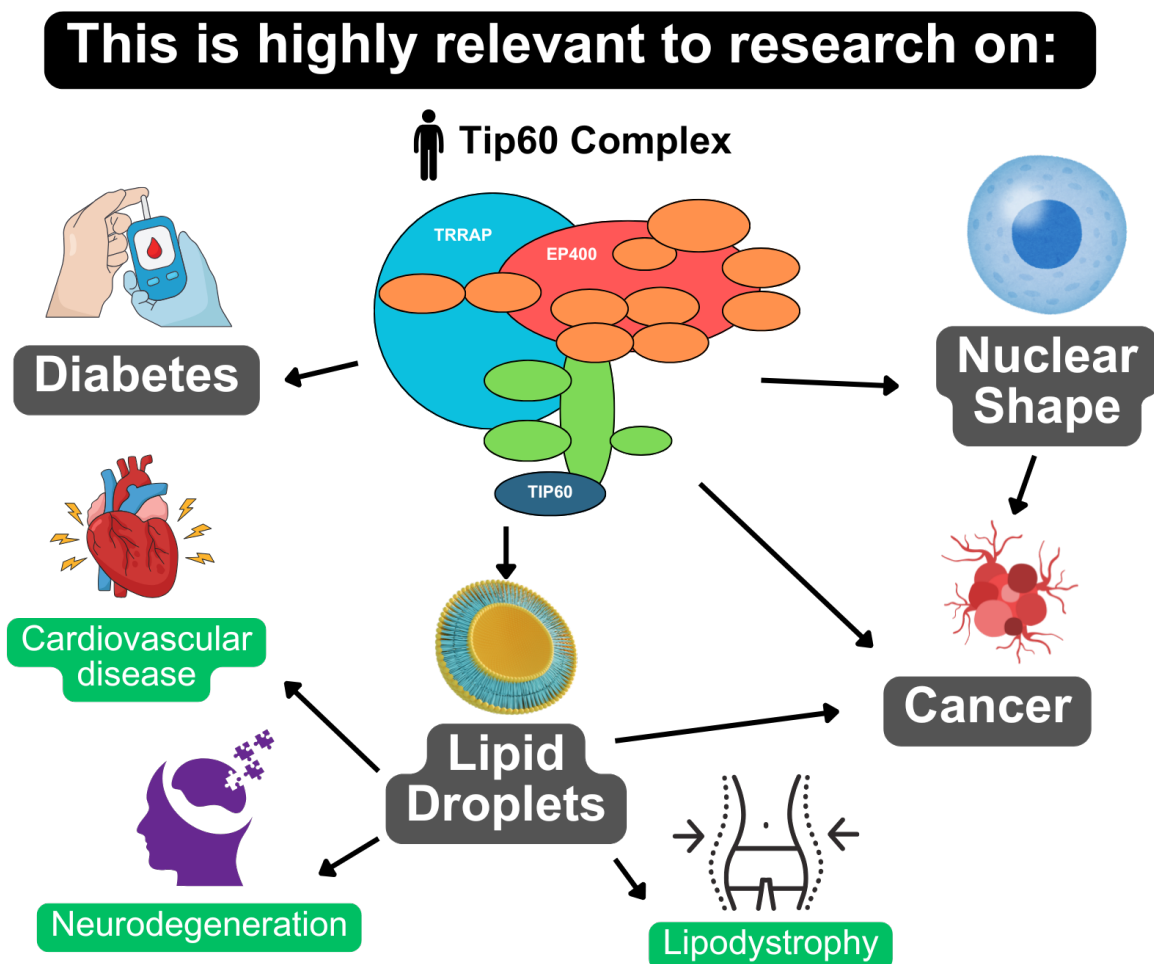 This is highly relevant to research on:
Tip60 Complex
TRRAP
EP400
TIP60
Diabetes
Nuclear
Shape
Cardiovascular
disease
Lipid
Droplets
Cancer
Neurodegeneration
Lipodystrophy